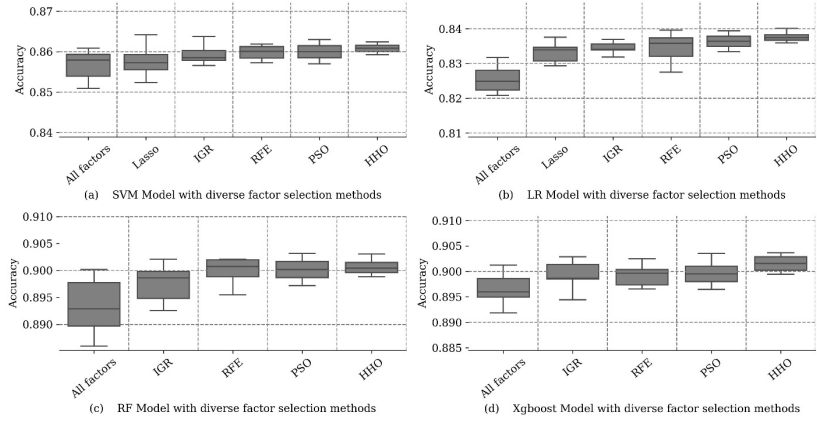 0.87
0.86
0.85
0.84
Accuracy
All factors
Lasso
IGR
RFE
PSO
HHO
(a) SVM Model with diverse factor selection methods
0.84
0.83
0.82
0.81
Accuracy
All factors
Lasso
IGR
RFE
PSO
HHO
(b) LR Model with diverse factor selection methods
0.910
0.905
0.900
0.895
0.890
Accuracy
All factors
IGR
RFE
PSO
HHO
(c) RF Model with diverse factor selection methods
0.910
0.905
0.900
0.895
0.890
0.885
Accuracy
All factors
IGR
RFE
PSO
HHO
(d) Xgboost Model with diverse factor selection methods